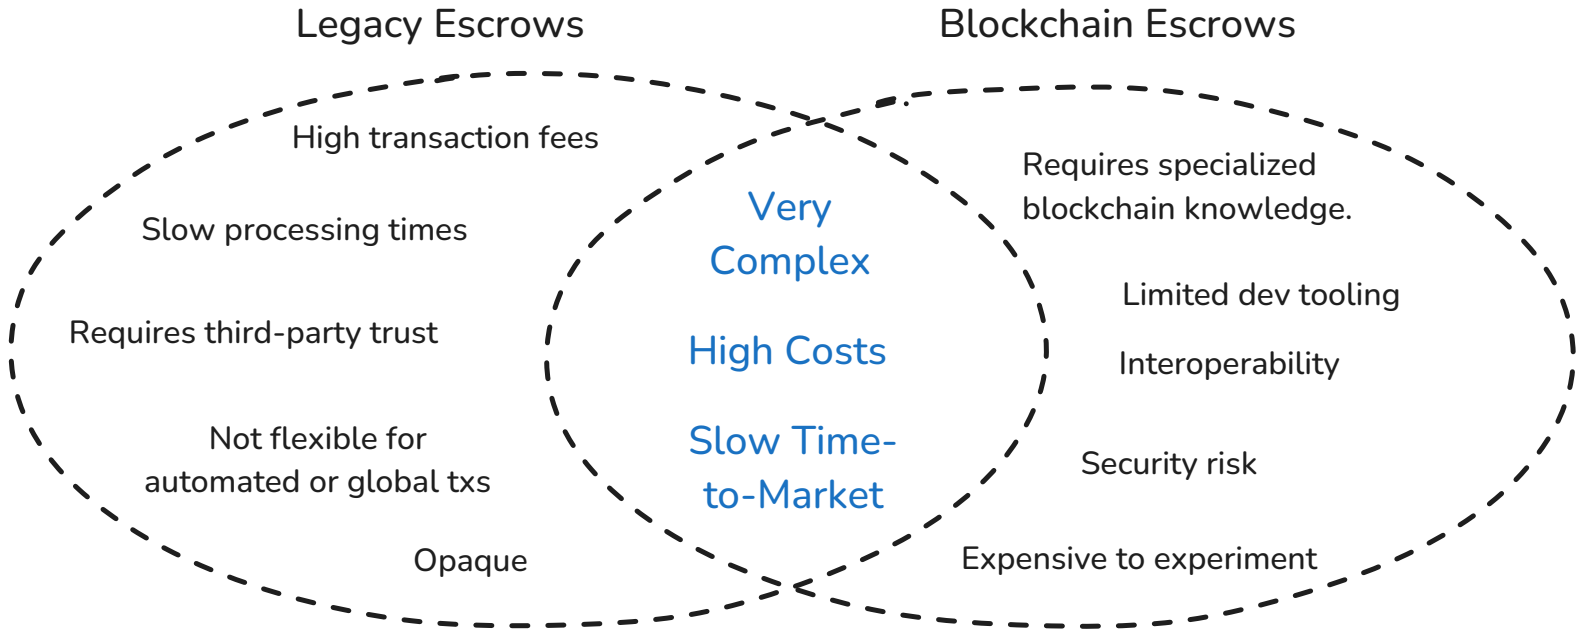 Legacy Escrows
Blockchain Escrows
High transaction fees
Slow processing times
Requires third-party trust
Not flexible for
automated or global txs
Opaque
Very
Complex
High Costs
Slow Time-
to-Market
Requires specialized
blockchain knowledge.
Limited dev tooling
Interoperability
Security risk
Expensive to experiment